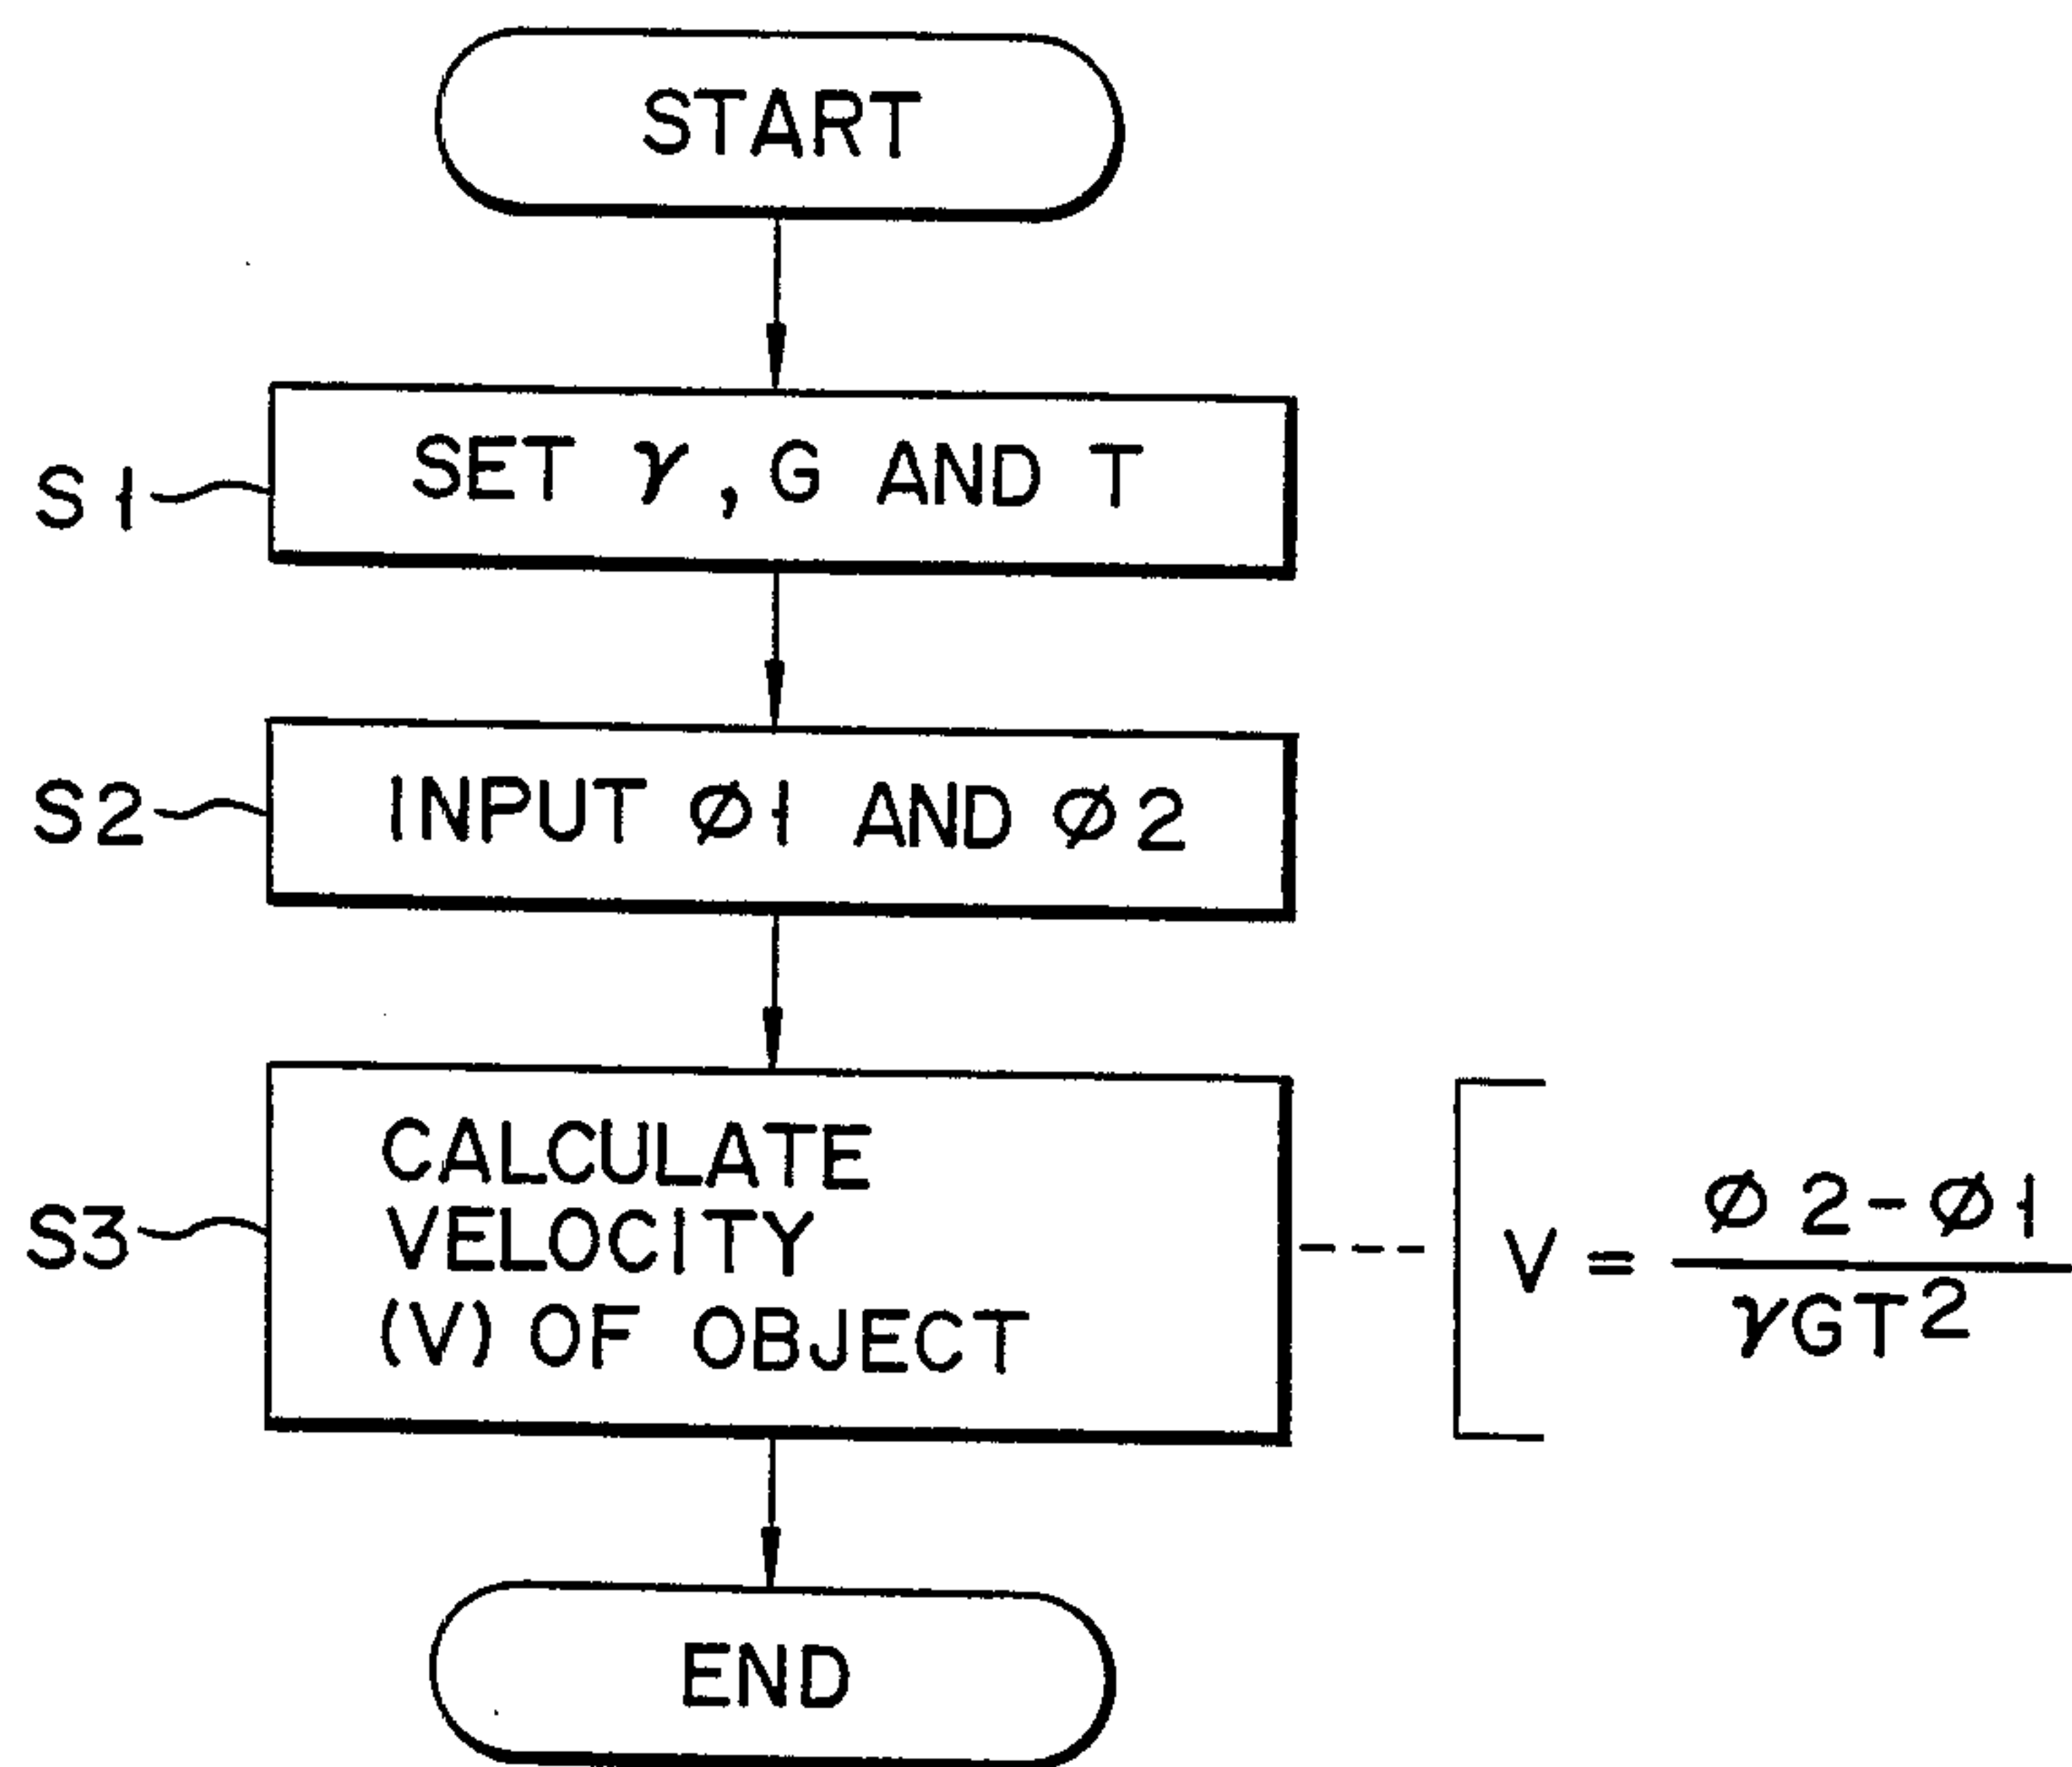 START
S1
SET γ, G AND T
S2
INPUT ø1 AND ø2
S3
CALCULATE
VELOCITY
(V) OF OBJECT
V = ø2-ø1 / γGT²
END